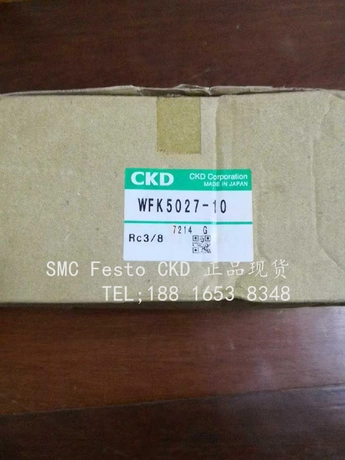 CKD
CKD Corporation
MADE IN JAPAN
WFK5027-10
7214 G
Rc3/8
SMC Festo CKD 正品现货
TEL;188 1653 8348